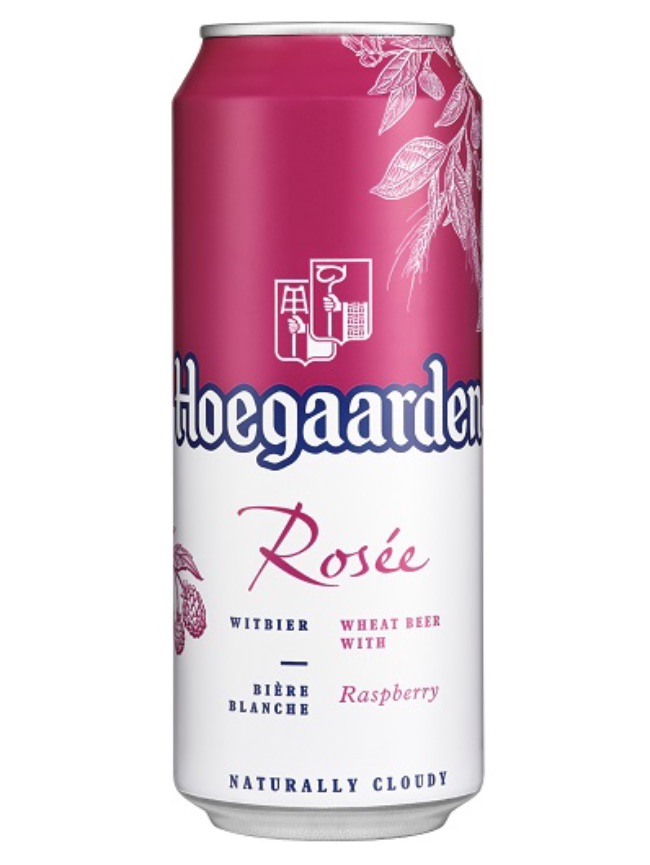 Hoegaarden
Rosée
WITBIER
BIÈRE
BLANCHE
WHEAT BEER
WITH
Raspberry
NATURALLY CLOUDY